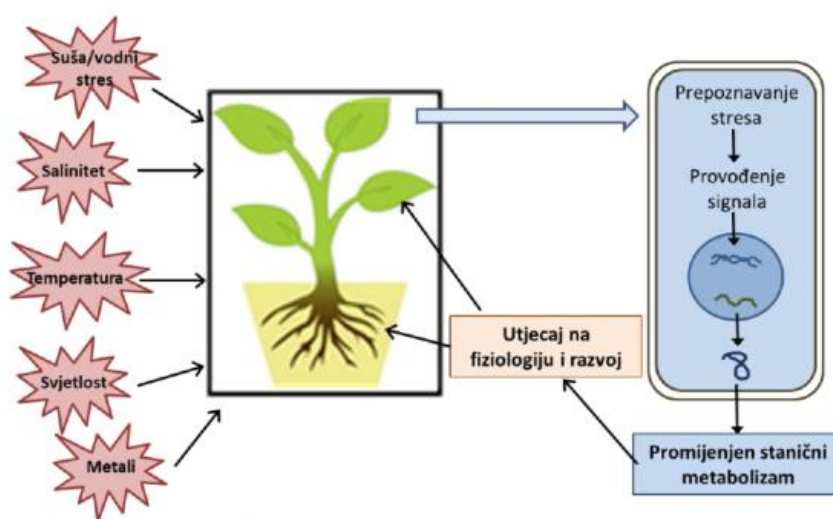 Suša/vodni
stres
Salinitet
Temperatura
Svjetlost
Metali
Prepoznavanje
stresa
Provođenje
signala
Utjecaj na
fiziologiju i razvoj
Promijenjen stanični
metabolizam